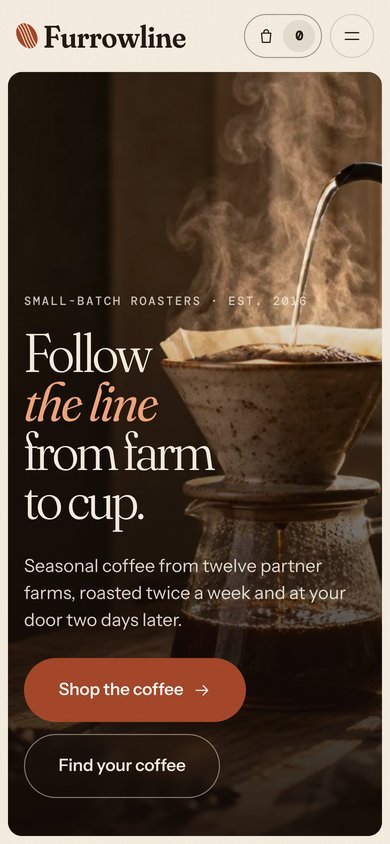 Furrowline
0
SMALL-BATCH ROASTERS · EST. 2016
Follow
the line
from farm
to cup.
Seasonal coffee from twelve partner
farms, roasted twice a week and at your
door two days later.
Shop the coffee →
Find your coffee